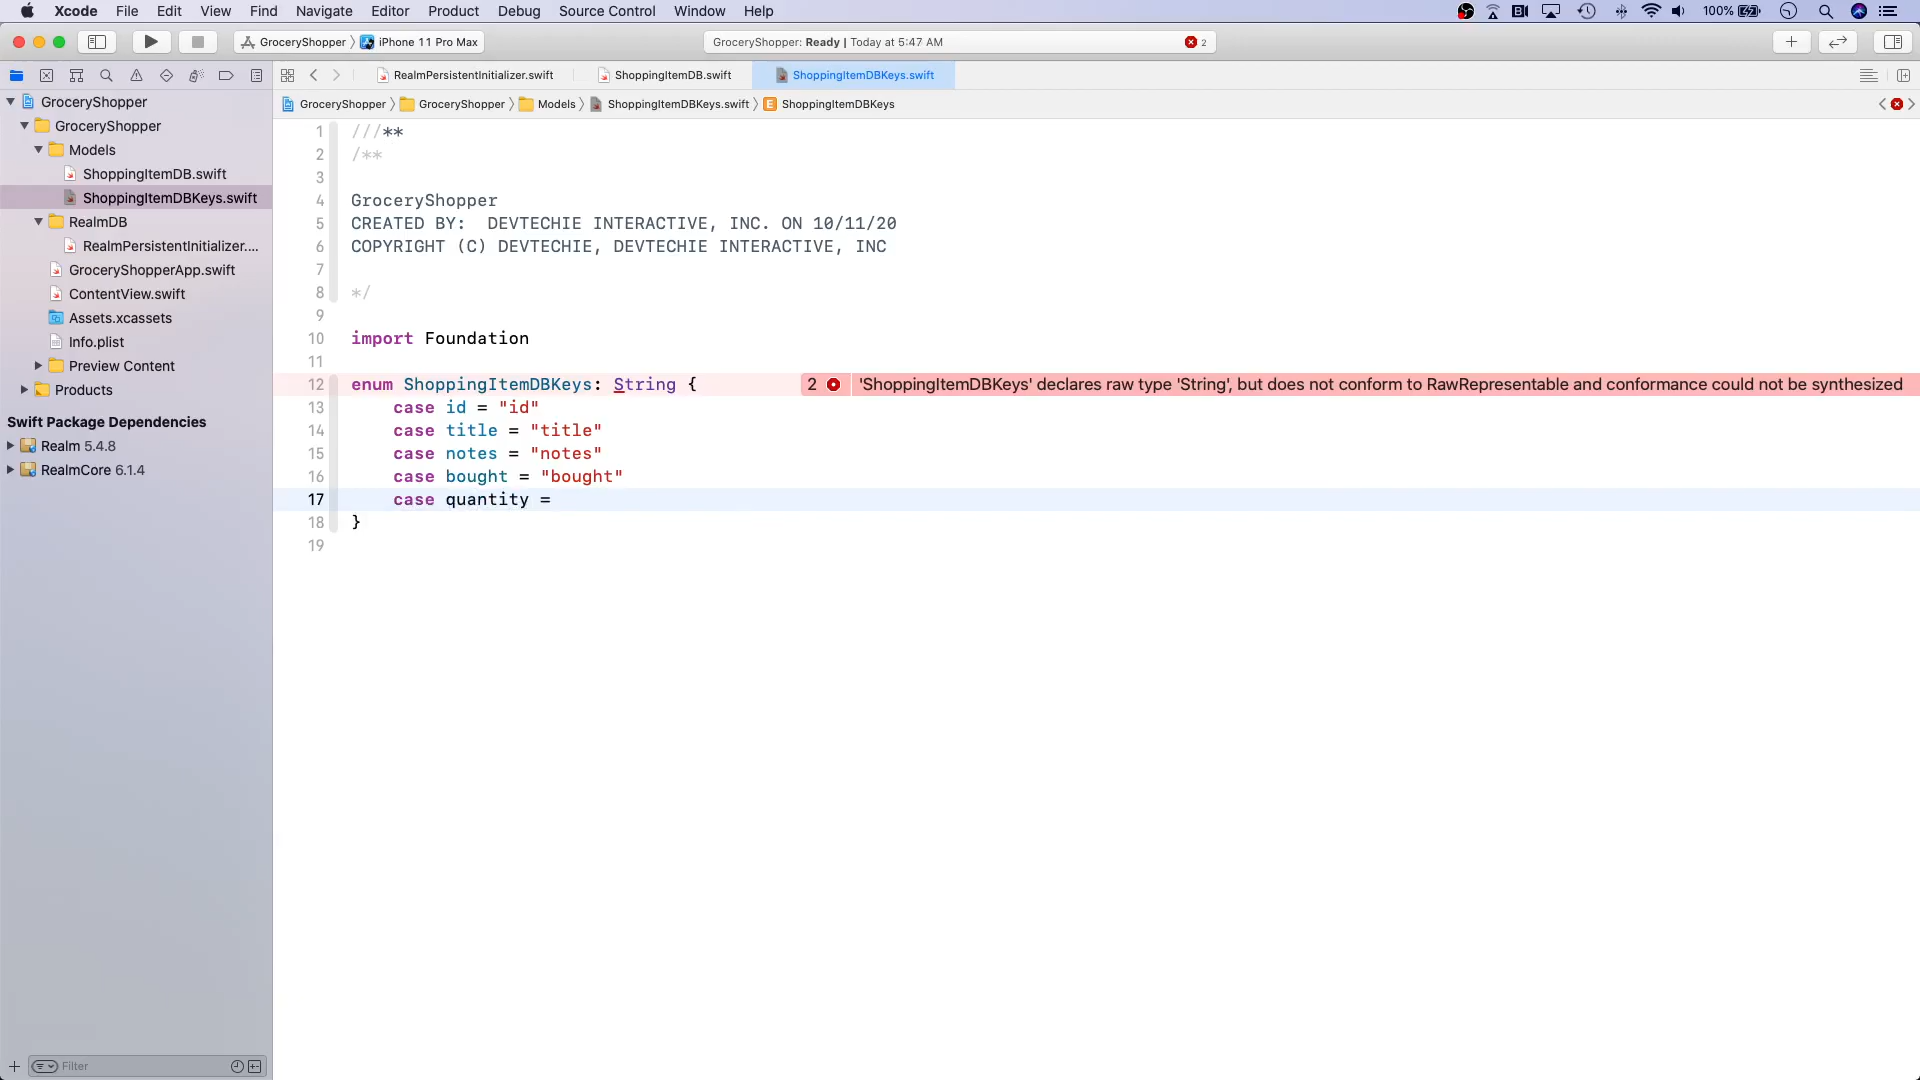 Xcode File Edit View Find Navigate Editor Product Debug Source Control Window Help 100%
GroceryShopper iPhone 11 Pro Max GroceryShopper: Ready | Today at 5:47 AM 2
RealmPersistentInitializer.swift ShoppingItemDB.swift ShoppingItemDBKeys.swift
GroceryShopper GroceryShopper Models ShoppingItemDBKeys.swift E ShoppingItemDBKeys
GroceryShopper
GroceryShopper
Models
ShoppingItemDB.swift
ShoppingItemDBKeys.swift
RealmDB
RealmPersistentInitializer....
GroceryShopperApp.swift
ContentView.swift
Assets.xcassets
Info.plist
Preview Content
Products
Swift Package Dependencies
Realm 5.4.8
RealmCore 6.1.4
Filter
1 ///**
2 /**
3
4 GroceryShopper
5 CREATED BY:  DEVTECHIE INTERACTIVE, INC. ON 10/11/20
6 COPYRIGHT (C) DEVTECHIE, DEVTECHIE INTERACTIVE, INC
7
8 */
9
10 import Foundation
11
12 enum ShoppingItemDBKeys: String { 2 'ShoppingItemDBKeys' declares raw type 'String', but does not conform to RawRepresentable and conformance could not be synthesized
13 case id = "id"
14 case title = "title"
15 case notes = "notes"
16 case bought = "bought"
17 case quantity =
18 }
19